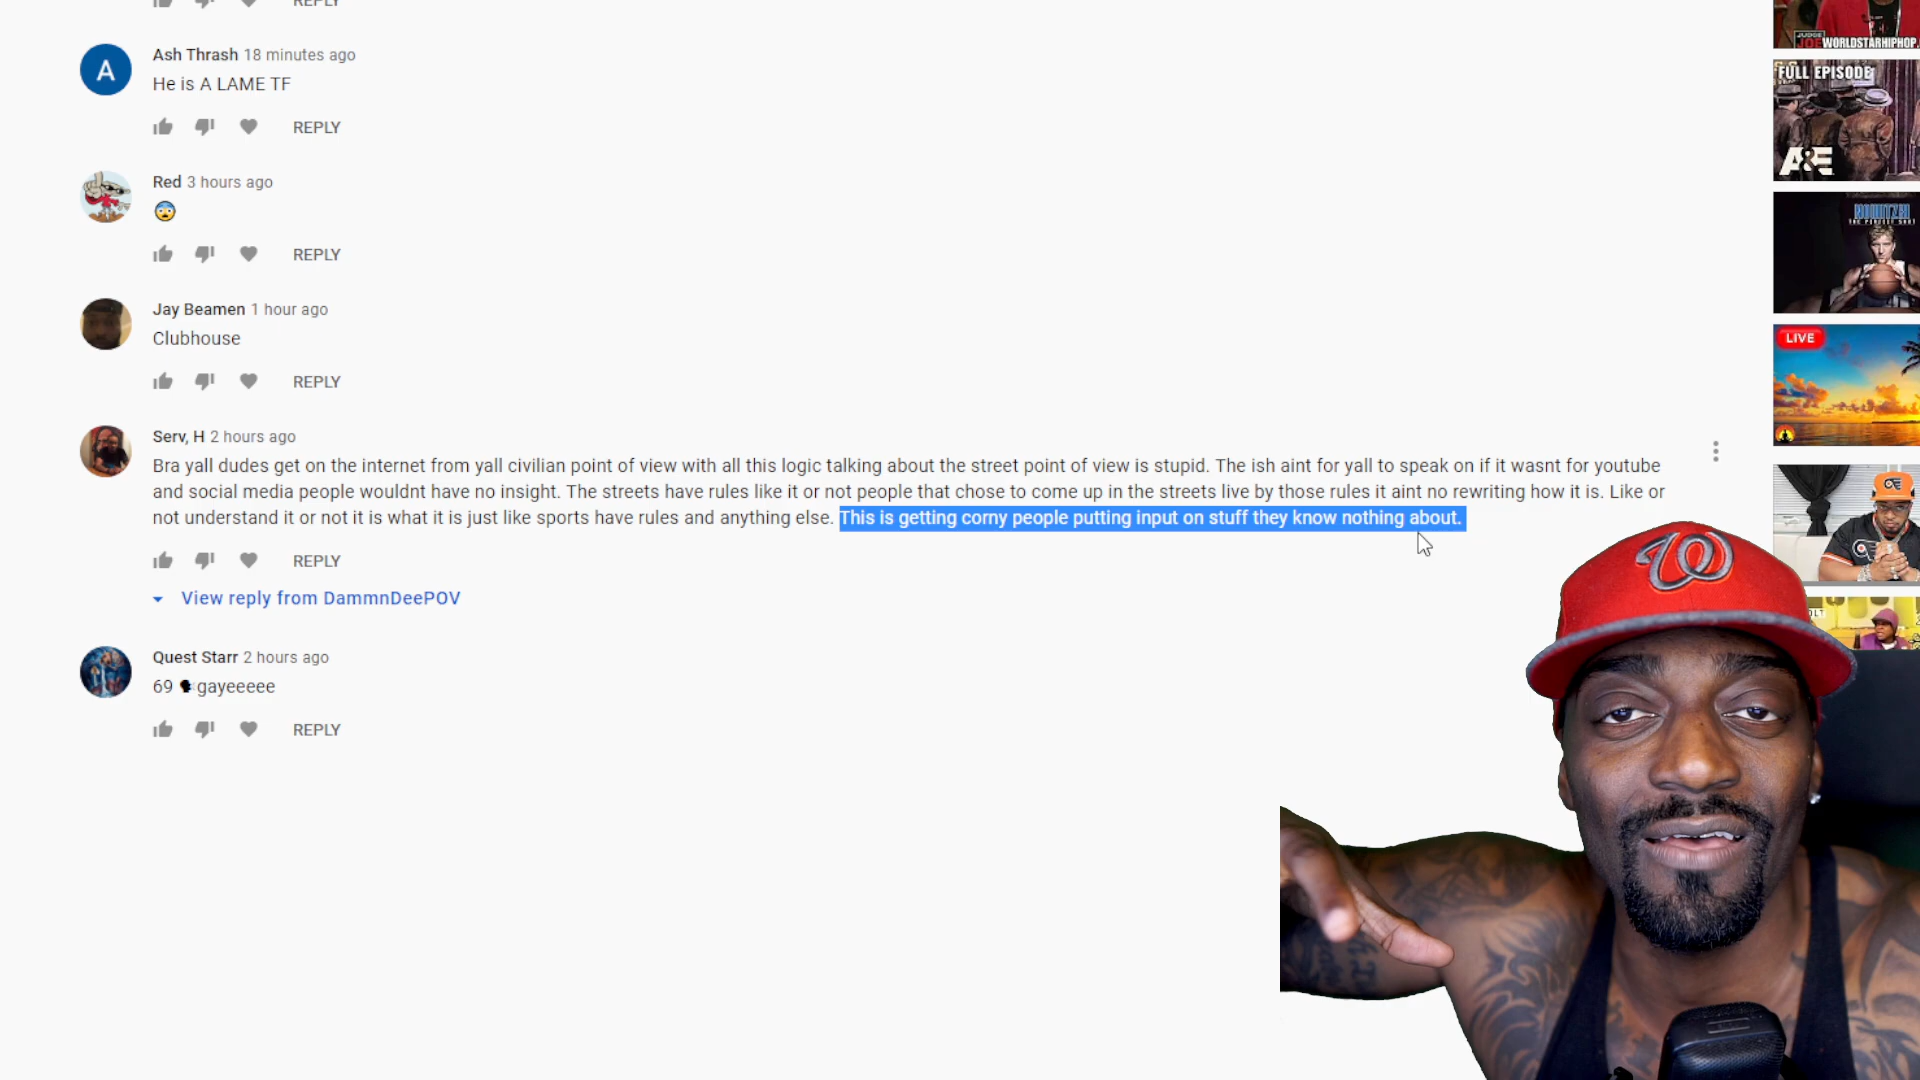 REPLY
Ash Thrash 18 minutes ago
He is A LAME TF
REPLY
Red 3 hours ago
REPLY
Jay Beamen 1 hour ago
Clubhouse
REPLY
Serv, H 2 hours ago
Bra yall dudes get on the internet from yall civilian point of view with all this logic talking about the street point of view is stupid. The ish aint for yall to speak on if it wasnt for youtube
and social media people wouldnt have no insight. The streets have rules like it or not people that chose to come up in the streets live by those rules it aint no rewriting how it is. Like or
not understand it or not it is what it is just like sports have rules and anything else. This is getting corny people putting input on stuff they know nothing about.
REPLY
View reply from DammnDeePOV
Quest Starr 2 hours ago
69 gayeeeee
REPLY
A
JUDGE
JOE WORLDSTARHIPHOP.
FULL EPISODE
A&E
NOWITZKI
THE PERFECT SHOT
LIVE
W